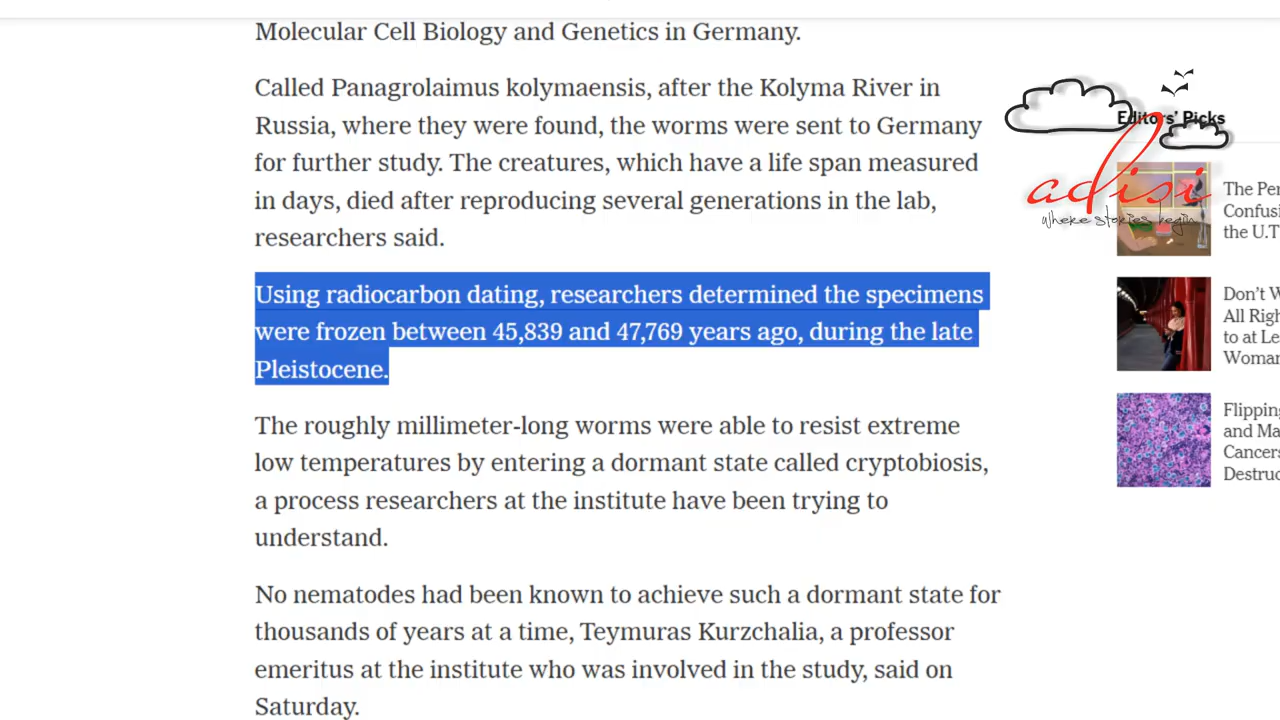 Molecular Cell Biology and Genetics in Germany.
Called Panagrolaimus kolymaensis, after the Kolyma River in
Russia, where they were found, the worms were sent to Germany
for further study. The creatures, which have a life span measured
in days, died after reproducing several generations in the lab,
researchers said.
Using radiocarbon dating, researchers determined the specimens
were frozen between 45,839 and 47,769 years ago, during the late
Pleistocene.
The roughly millimeter-long worms were able to resist extreme
low temperatures by entering a dormant state called cryptobiosis,
a process researchers at the institute have been trying to
understand.
No nematodes had been known to achieve such a dormant state for
thousands of years at a time, Teymuras Kurzchalia, a professor
emeritus at the institute who was involved in the study, said on
Saturday.
Editors' Picks
adisi
where stories begin
The Per
Confusi
the U.T
Don't W
All Righ
to at Le
Woman
Flipping
and Ma
Cancers
Destruc